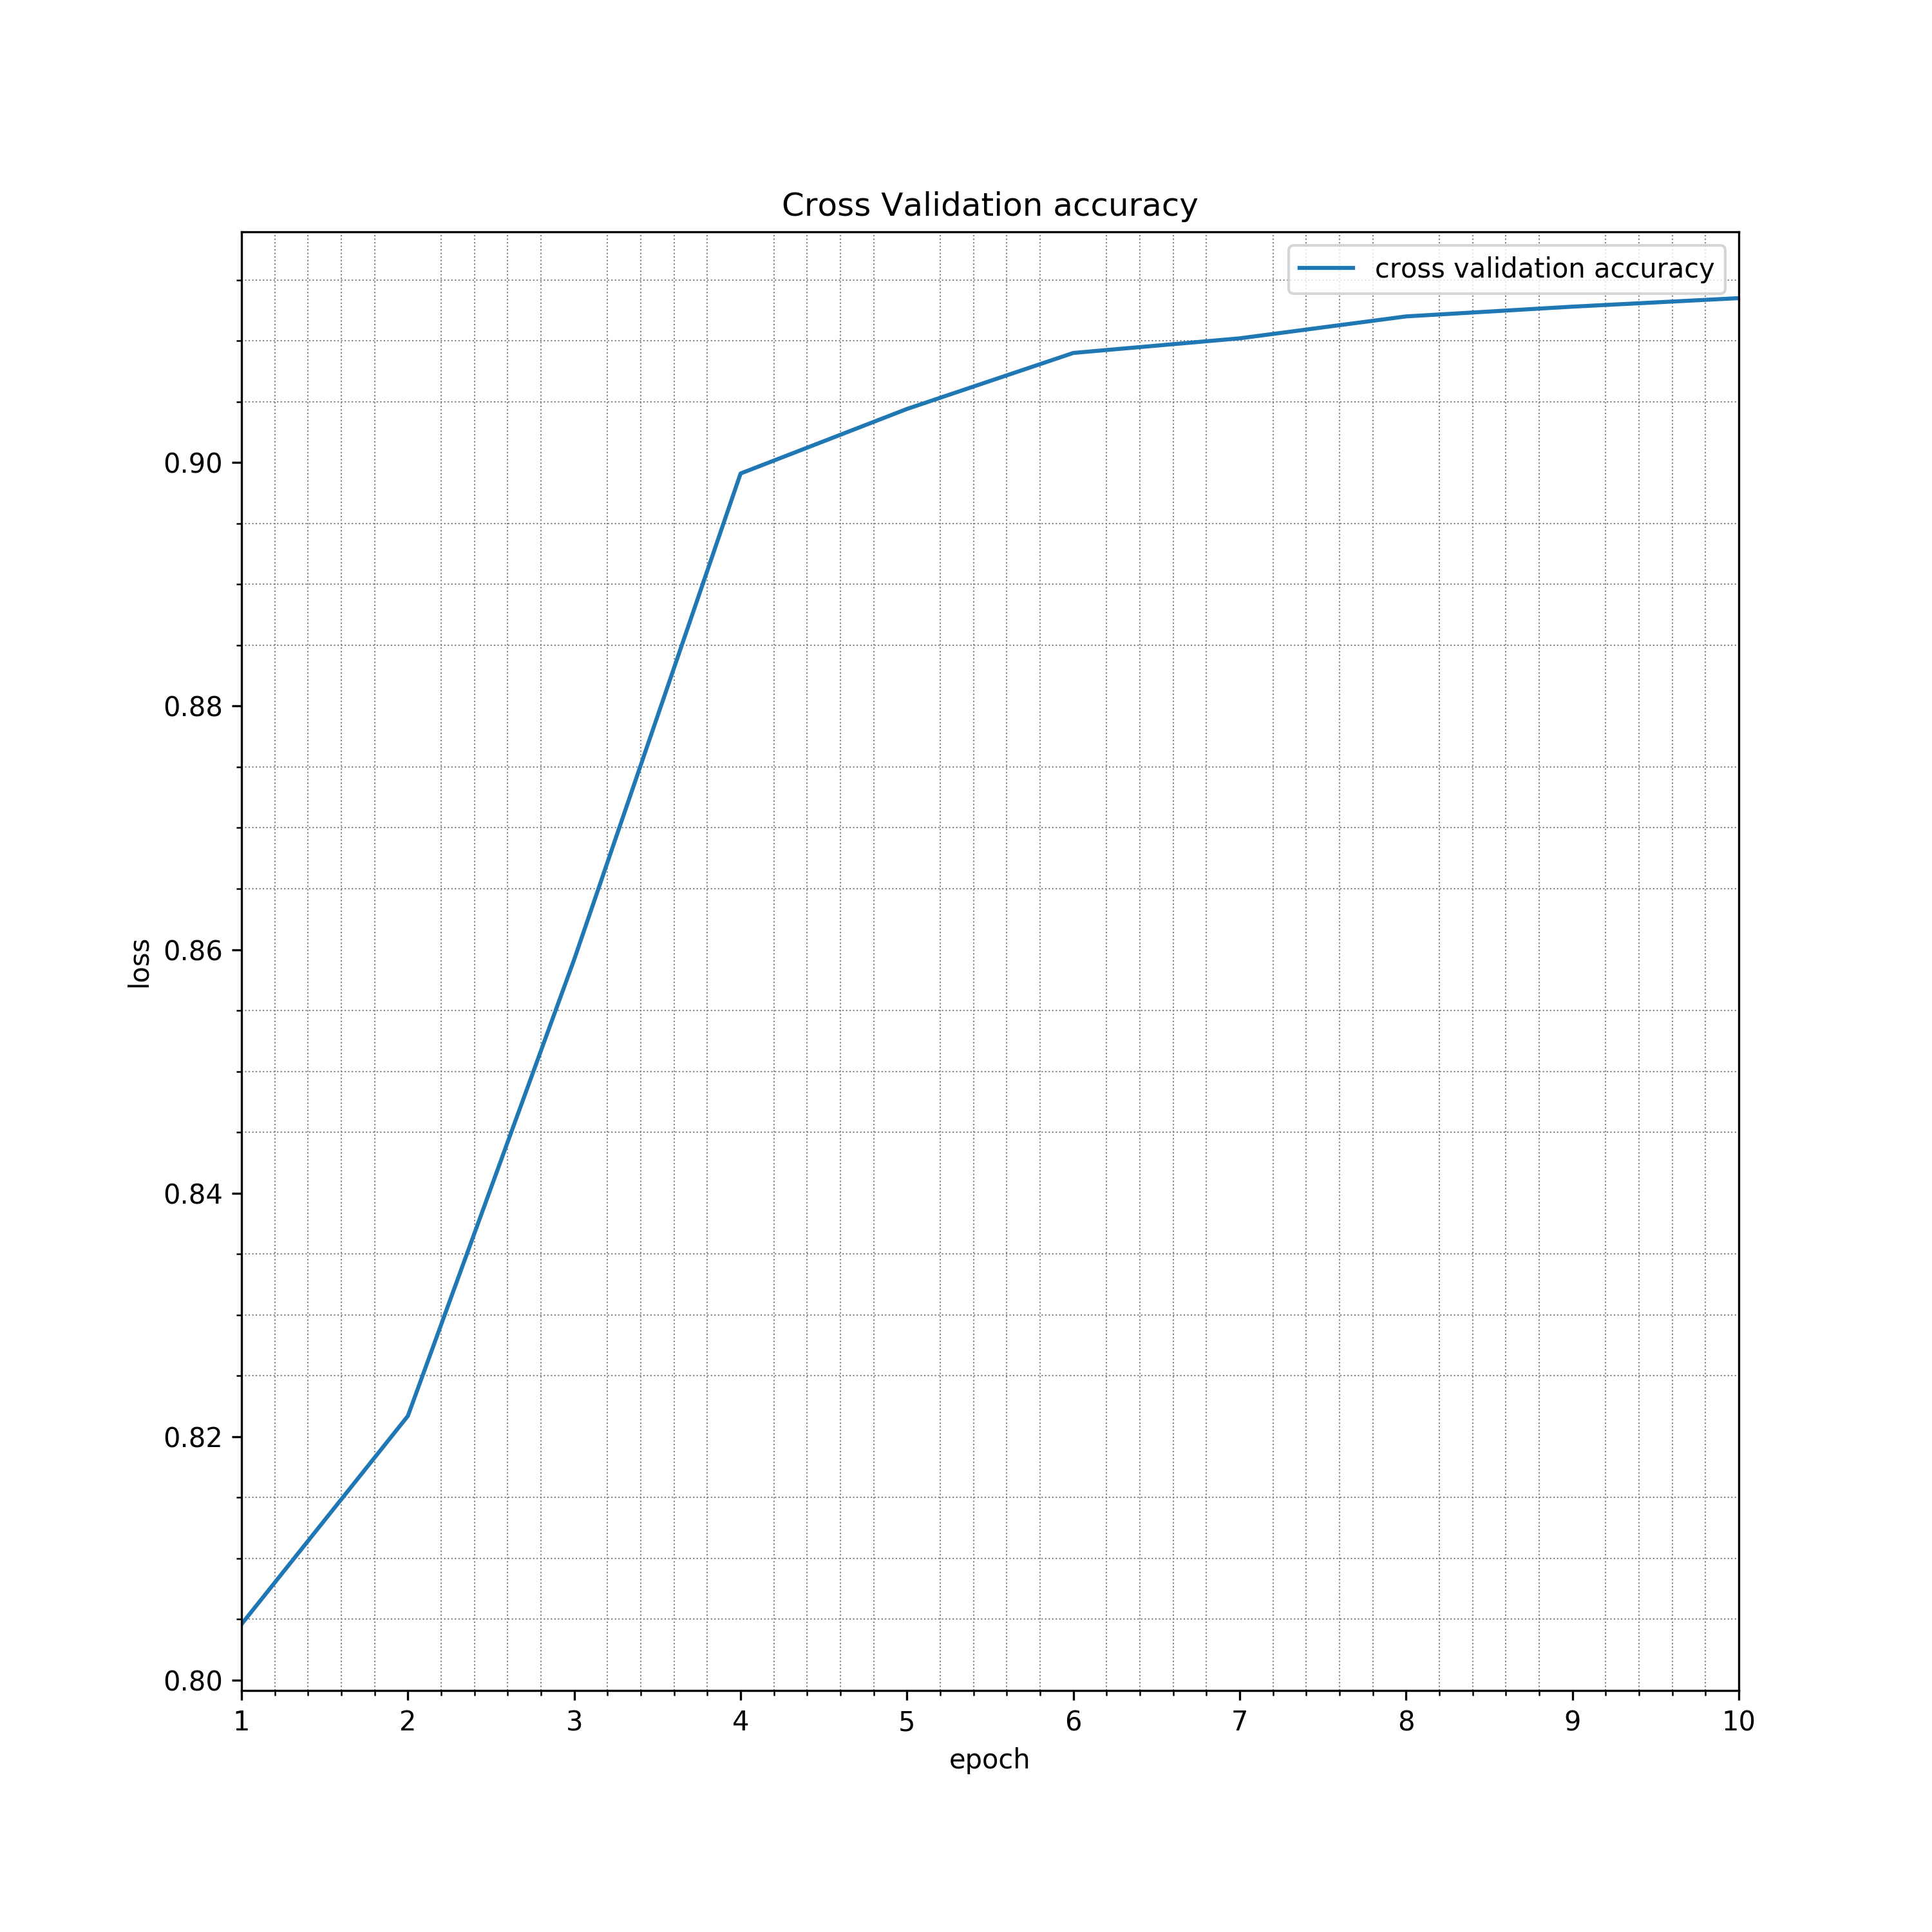 Cross Validation accuracy
cross validation accuracy
0.90
0.88
0.86
0.84
0.82
0.80
loss
1 2 3 4 5 6 7 8 9 10
epoch